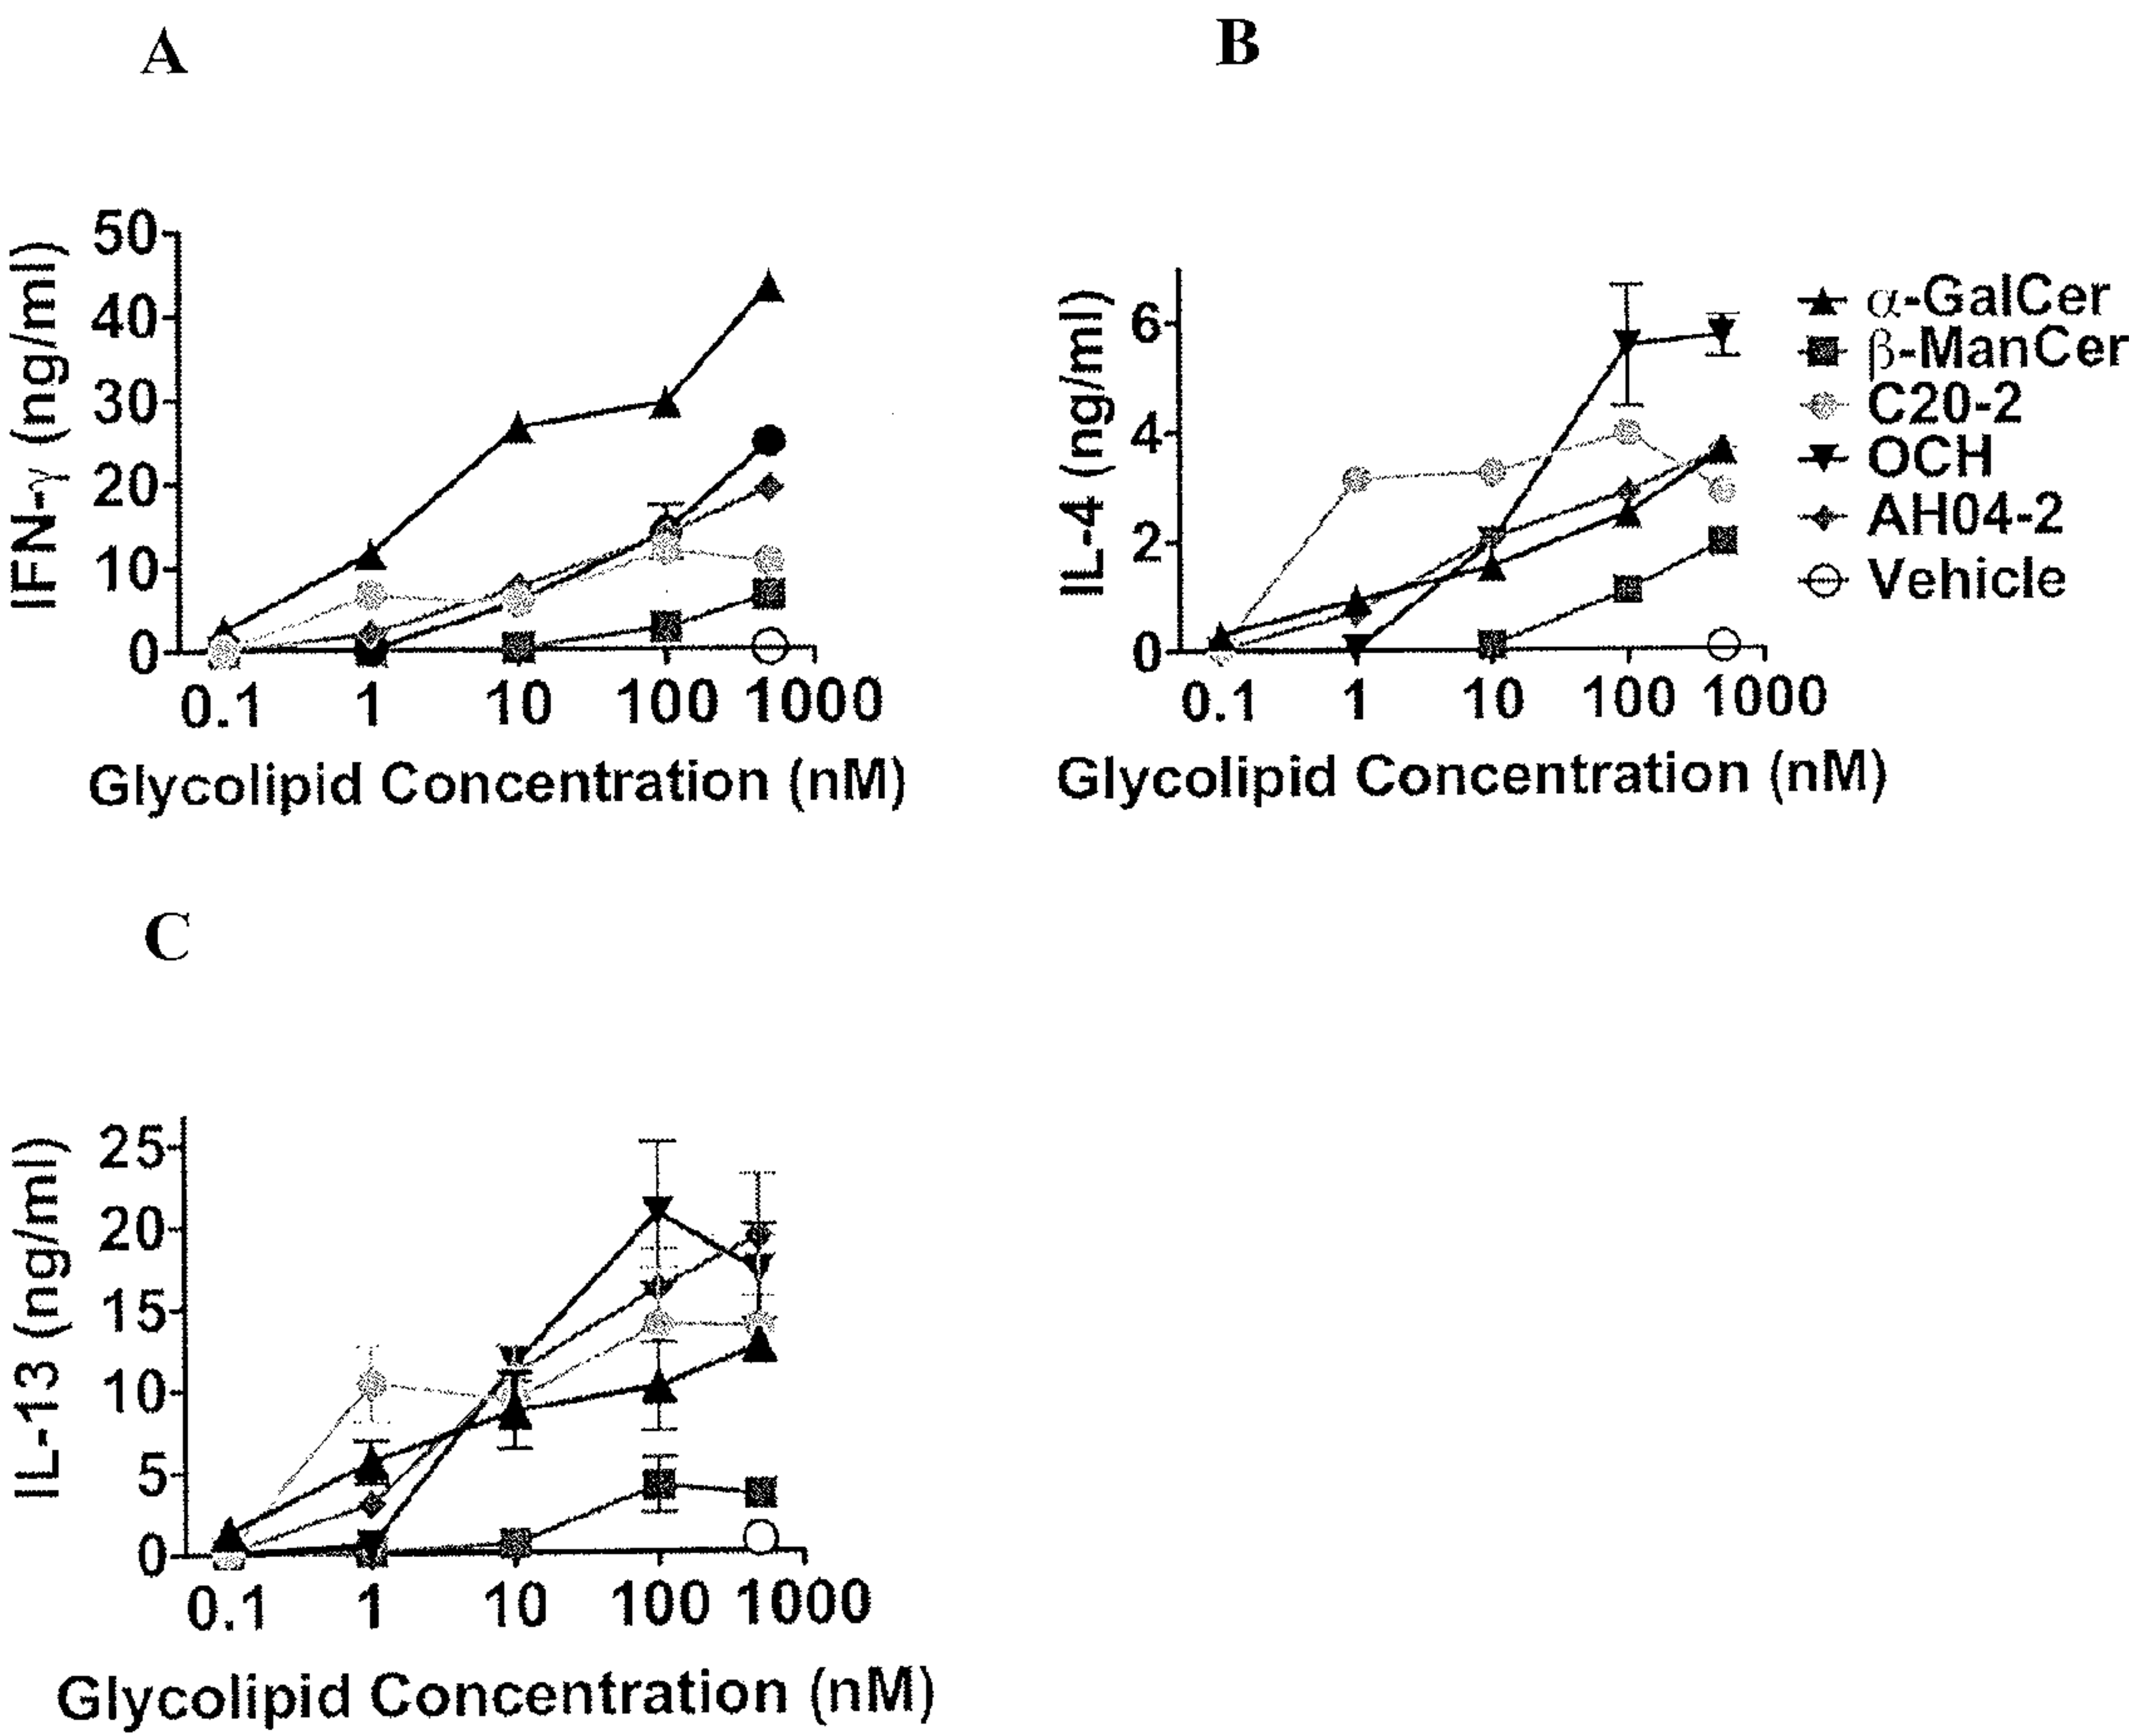 A
IFN-γ (ng/ml)
50
40
30
20
10
0
0.1 1 10 100 1000
Glycolipid Concentration (nM)
B
IL-4 (ng/ml)
6
4
2
0
0.1 1 10 100 1000
Glycolipid Concentration (nM)
α-GalCer
β-ManCer
C20-2
OCH
AH04-2
Vehicle
C
IL-13 (ng/ml)
25
20
15
10
5
0
0.1 1 10 100 1000
Glycolipid Concentration (nM)